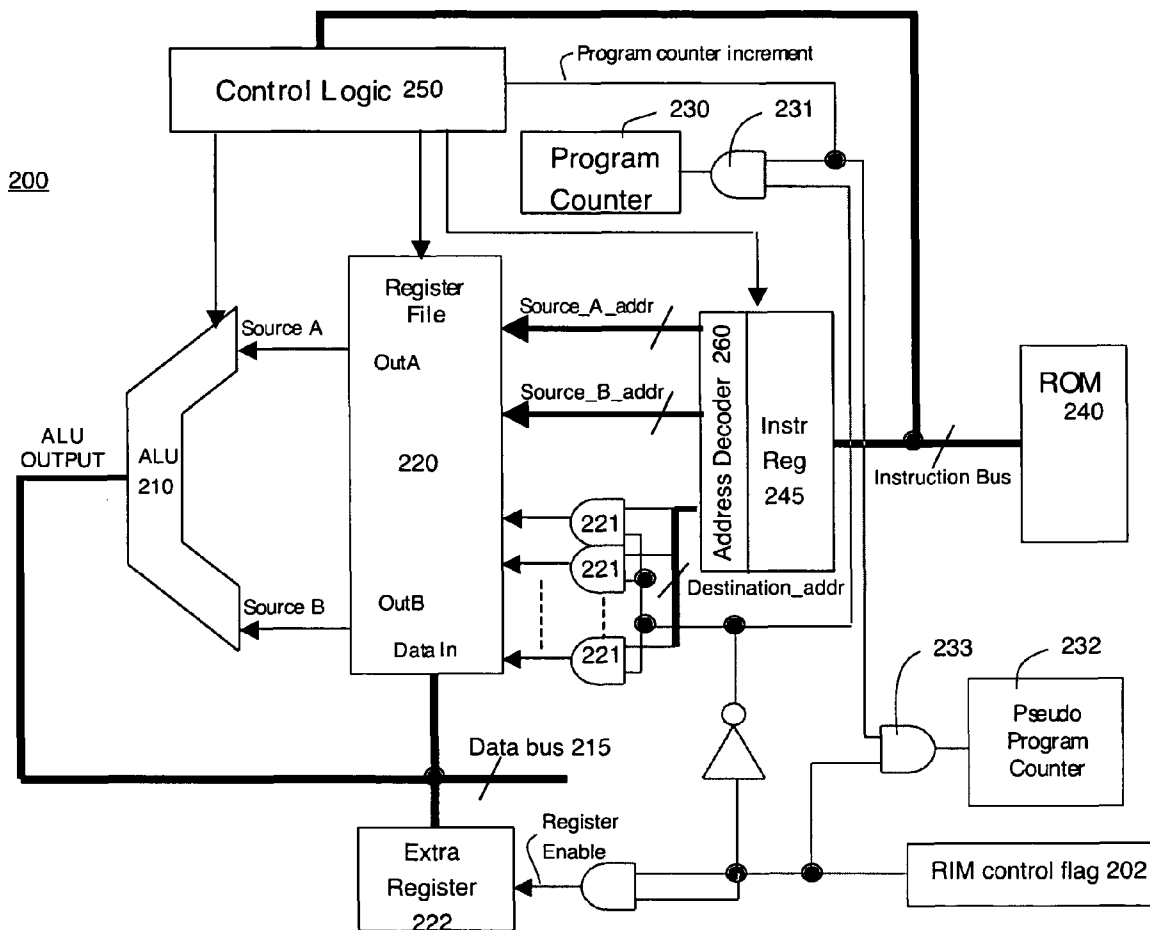 Program counter increment
Control Logic 250
230
231
Program
Counter
200
Register
File
Source_A_addr
Source A
OutA
Source_B_addr
Address Decoder 260
Instr
Reg
245
ROM
240
Instruction Bus
ALU
OUTPUT
ALU
210
220
221
221
221
Destination_addr
Source B
OutB
Data In
233
232
Pseudo
Program
Counter
Data bus 215
Register
Enable
Extra
Register
222
RIM control flag 202